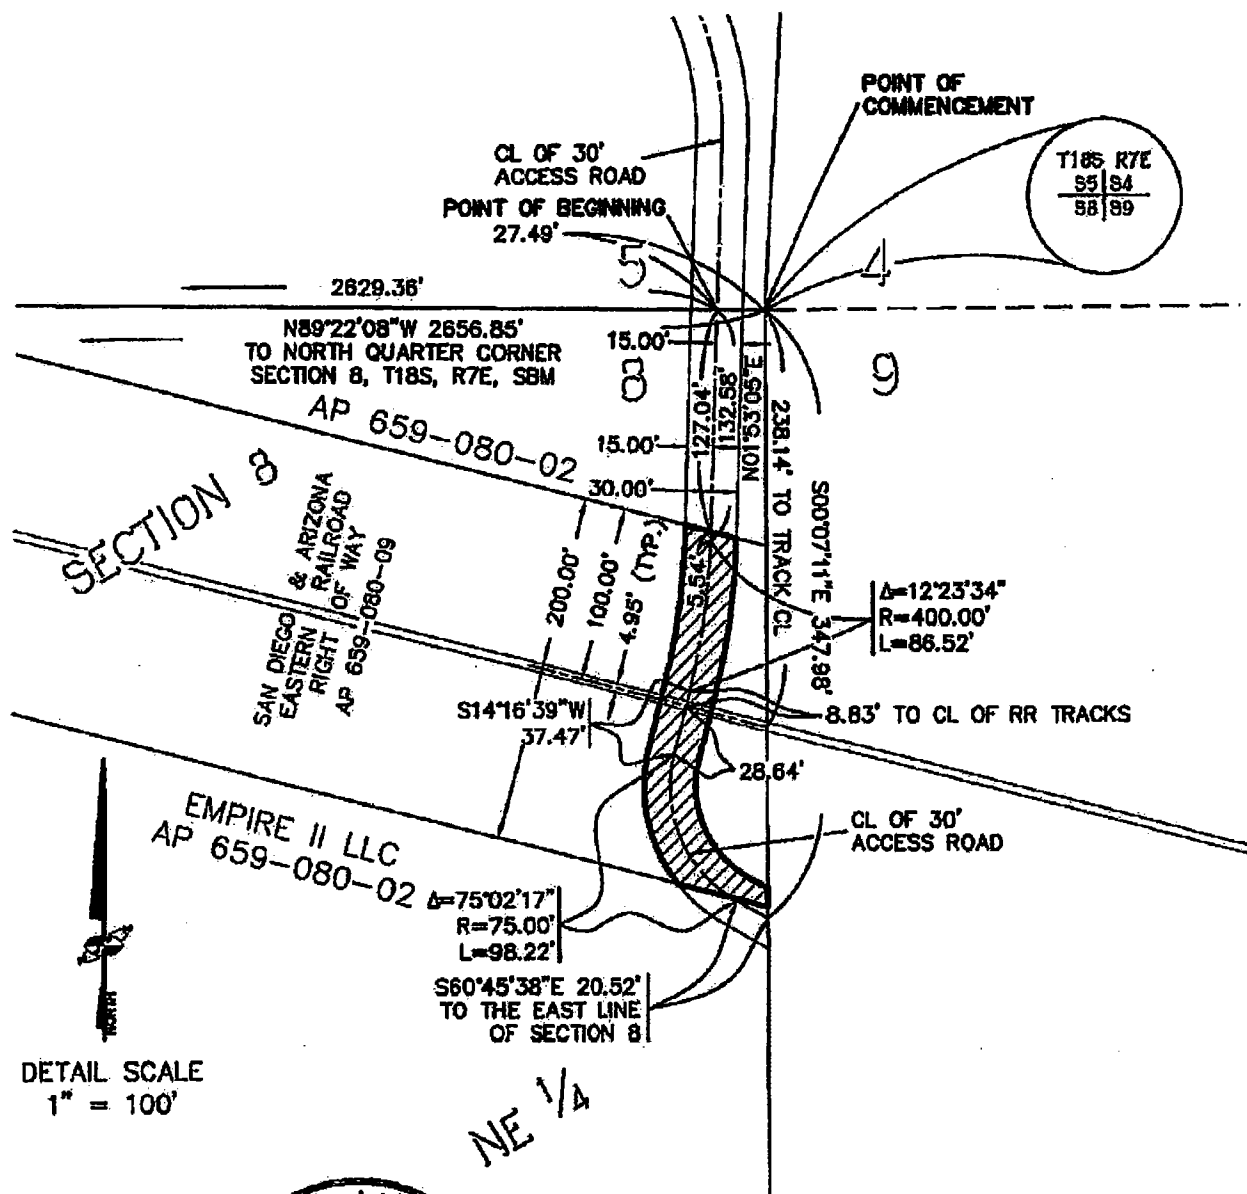 POINT OF
COMMENCEMENT
T18S R7E
S5 S4
S8 S9
CL OF 30'
ACCESS ROAD
POINT OF BEGINNING
27.49'
5
4
2629.36'
N89°22'08"W 2656.85'
TO NORTH QUARTER CORNER
SECTION 8, T18S, R7E, SBM
15.00'
8
9
AP 659-080-02
127.04'
132.58'
N01°53'05"E
238.14' TO TRACK CL
S00°07'11"E 347.98'
15.00'
30.00'
SECTION 8
SAN DIEGO & ARIZONA
EASTERN RAILROAD
RIGHT OF WAY
AP 659-080-09
200.00'
100.00'
4.95' (TYP.)
5.54'
Δ=12°23'34"
R=400.00'
L=86.52'
S14°16'39"W
37.47'
8.83' TO CL OF RR TRACKS
28.64'
EMPIRE II LLC
AP 659-080-02
CL OF 30'
ACCESS ROAD
Δ=75°02'17"
R=75.00'
L=98.22'
S60°45'38"E 20.52'
TO THE EAST LINE
OF SECTION 8
NORTH
DETAIL SCALE
1" = 100'
NE 1/4